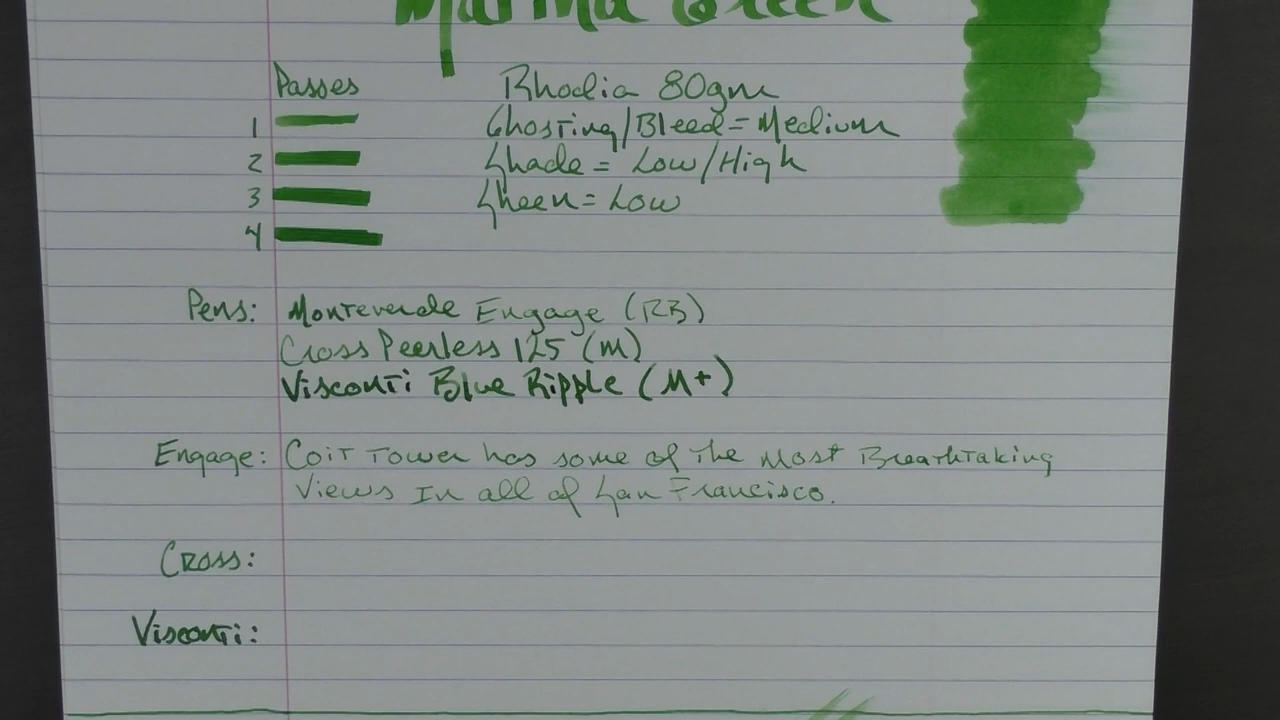 Marina Green
Passes
Rhodia 80gm
1
Ghosting/Bleed = Medium
2
Shade = Low/High
3
Sheen = Low
4
Pens: Monteverde Engage (RB)
Cross Peerless 125 (M)
Visconti Blue Ripple (M+)
Engage: Coit Tower has some of the most Breathtaking
Views In all of San Francisco.
Cross:
Visconti: